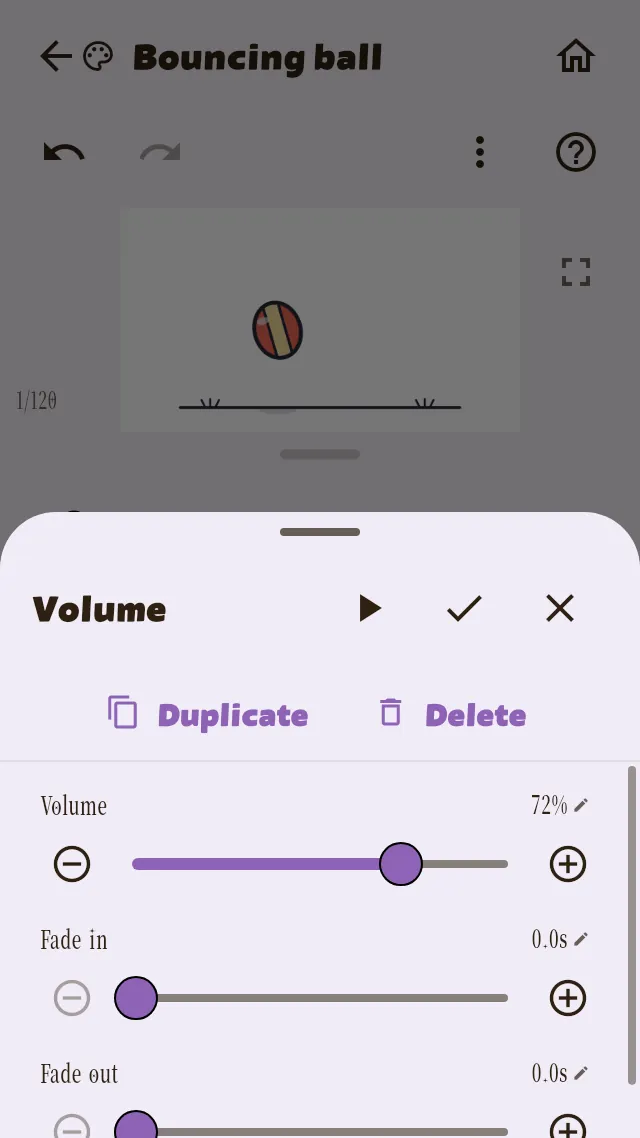 Bouncing ball
1/120
Volume
Duplicate Delete
Volume 72%
Fade in 0.0s
Fade out 0.0s